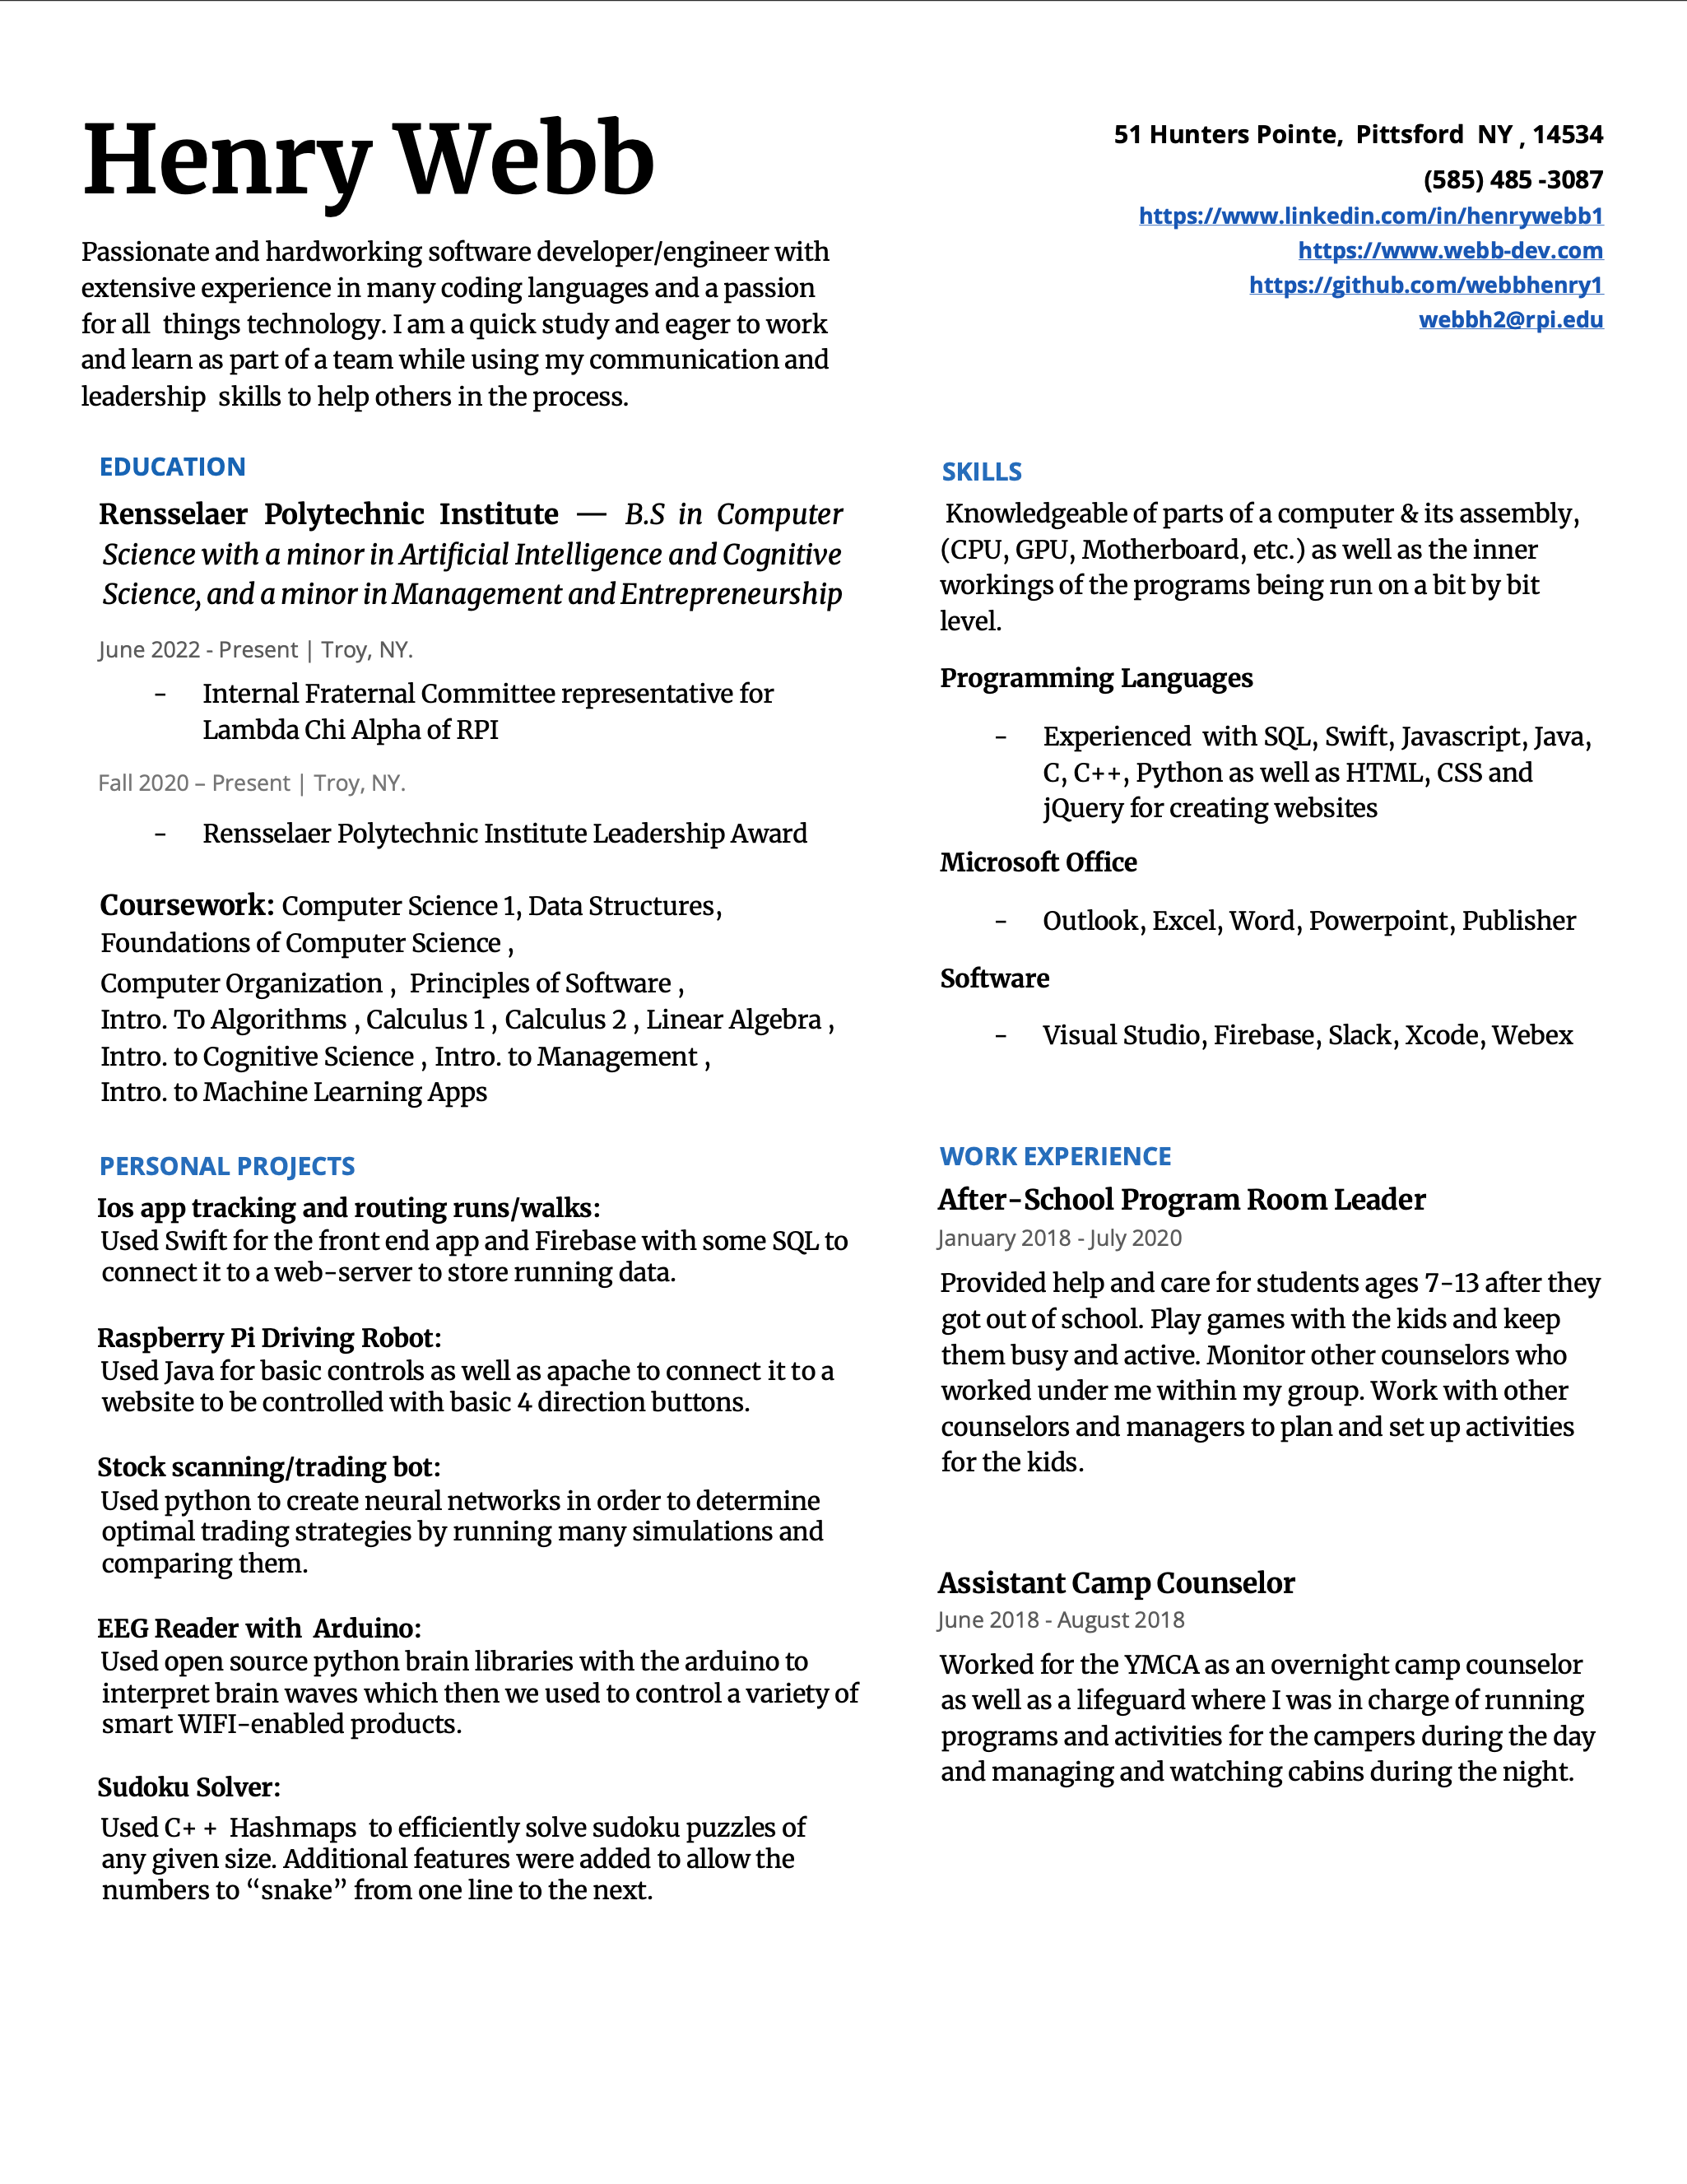 Henry Webb
Passionate and hardworking software developer/engineer with
extensive experience in many coding languages and a passion
for all things technology. I am a quick study and eager to work
and learn as part of a team while using my communication and
leadership skills to help others in the process.
51 Hunters Pointe, Pittsford NY , 14534
(585) 485 -3087
https://www.linkedin.com/in/henrywebb1
https://www.webb-dev.com
https://github.com/webbhenry1
webbh2@rpi.edu
EDUCATION
Rensselaer Polytechnic Institute — B.S in Computer
Science with a minor in Artificial Intelligence and Cognitive
Science, and a minor in Management and Entrepreneurship
June 2022 - Present | Troy, NY.
- Internal Fraternal Committee representative for
Lambda Chi Alpha of RPI
Fall 2020 – Present | Troy, NY.
- Rensselaer Polytechnic Institute Leadership Award
Coursework: Computer Science 1, Data Structures,
Foundations of Computer Science ,
Computer Organization , Principles of Software ,
Intro. To Algorithms , Calculus 1 , Calculus 2 , Linear Algebra ,
Intro. to Cognitive Science , Intro. to Management ,
Intro. to Machine Learning Apps
PERSONAL PROJECTS
Ios app tracking and routing runs/walks:
Used Swift for the front end app and Firebase with some SQL to
connect it to a web-server to store running data.
Raspberry Pi Driving Robot:
Used Java for basic controls as well as apache to connect it to a
website to be controlled with basic 4 direction buttons.
Stock scanning/trading bot:
Used python to create neural networks in order to determine
optimal trading strategies by running many simulations and
comparing them.
EEG Reader with Arduino:
Used open source python brain libraries with the arduino to
interpret brain waves which then we used to control a variety of
smart WIFI-enabled products.
Sudoku Solver:
Used C+ + Hashmaps to efficiently solve sudoku puzzles of
any given size. Additional features were added to allow the
numbers to “snake” from one line to the next.
SKILLS
Knowledgeable of parts of a computer & its assembly,
(CPU, GPU, Motherboard, etc.) as well as the inner
workings of the programs being run on a bit by bit
level.
Programming Languages
- Experienced with SQL, Swift, Javascript, Java,
C, C++, Python as well as HTML, CSS and
jQuery for creating websites
Microsoft Office
- Outlook, Excel, Word, Powerpoint, Publisher
Software
- Visual Studio, Firebase, Slack, Xcode, Webex
WORK EXPERIENCE
After-School Program Room Leader
January 2018 - July 2020
Provided help and care for students ages 7-13 after they
got out of school. Play games with the kids and keep
them busy and active. Monitor other counselors who
worked under me within my group. Work with other
counselors and managers to plan and set up activities
for the kids.
Assistant Camp Counselor
June 2018 - August 2018
Worked for the YMCA as an overnight camp counselor
as well as a lifeguard where I was in charge of running
programs and activities for the campers during the day
and managing and watching cabins during the night.